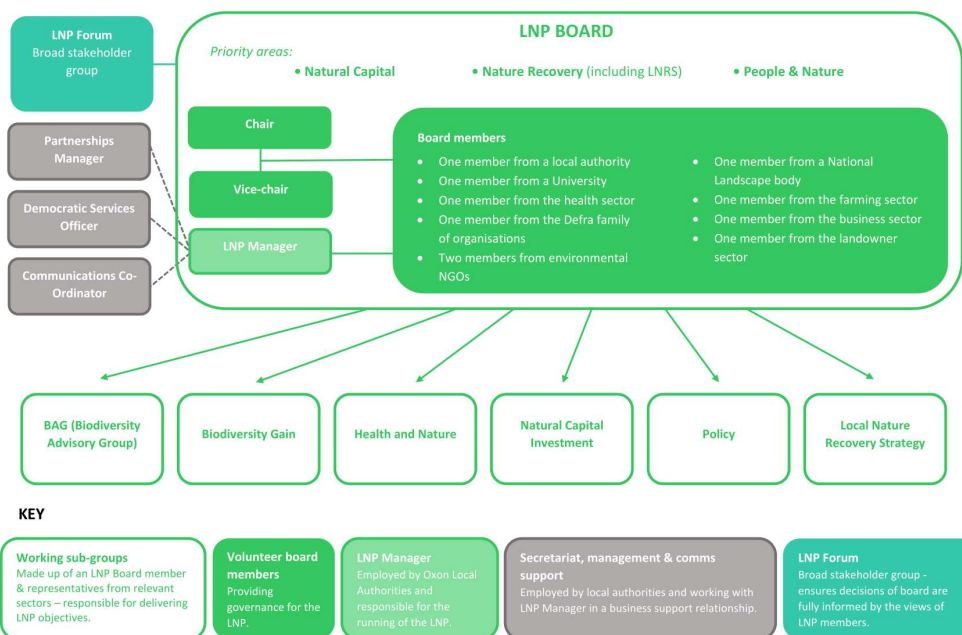 LNP Forum
Broad stakeholder
group
LNP BOARD
Priority areas:
• Natural Capital
• Nature Recovery (including LNRS)
• People & Nature
Partnerships
Manager
Democratic Services
Officer
Communications Co-
Ordinator
Chair
Vice-chair
LNP Manager
Board members
• One member from a local authority
• One member from a University
• One member from the health sector
• One member from the Defra family
of organisations
• Two members from environmental
NGOs
• One member from a National
Landscape body
• One member from the farming sector
• One member from the business sector
• One member from the landowner
sector
BAG (Biodiversity
Advisory Group)
Biodiversity Gain
Health and Nature
Natural Capital
Investment
Policy
Local Nature
Recovery Strategy
KEY
Working sub-groups
Made up of an LNP Board member
& representatives from relevant
sectors – responsible for delivering
LNP objectives.
Volunteer board
members
Providing
governance for the
LNP.
LNP Manager
Employed by Oxon Local
Authorities and
responsible for the
running of the LNP.
Secretariat, management & comms
support
Employed by local authorities and working with
LNP Manager in a business support relationship.
LNP Forum
Broad stakeholder group -
ensures decisions of board are
fully informed by the views of
LNP members.